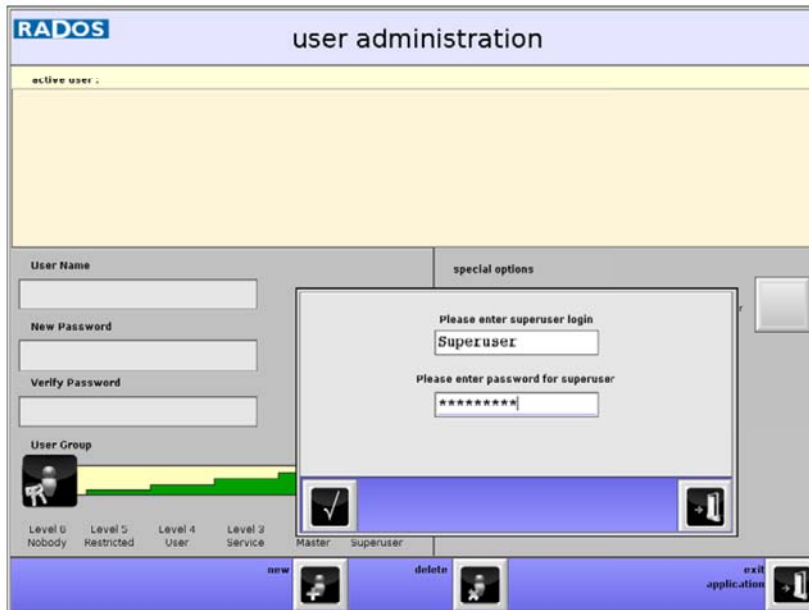 RADOS
user administration
active user :
User Name
special options
Please enter superuser login
Superuser
New Password
Please enter password for superuser
*********
Verify Password
User Group
Level 6 Level 5 Level 4 Level 3
Nobody Restricted User Service Master Superuser
new delete exit
application